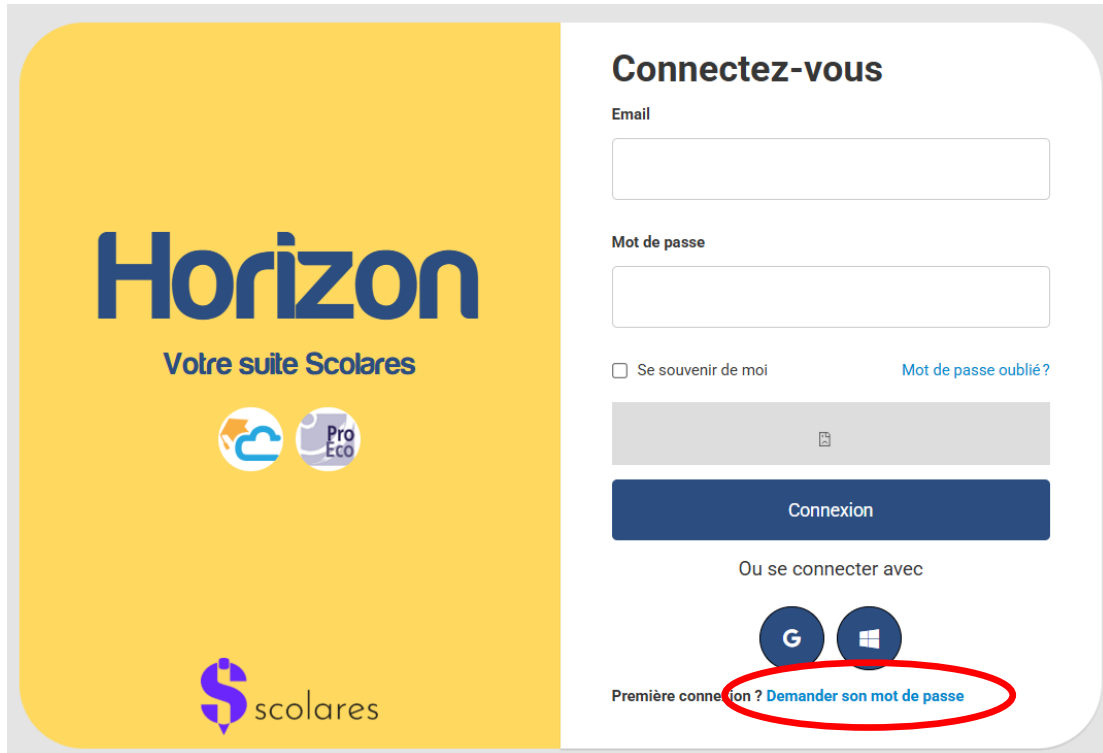 Horizon
Votre suite Scolares
Pro
Eco
scolares
Connectez-vous
Email
Mot de passe
Se souvenir de moi
Mot de passe oublié ?
Connexion
Ou se connecter avec
G
Première connexion ? Demander son mot de passe